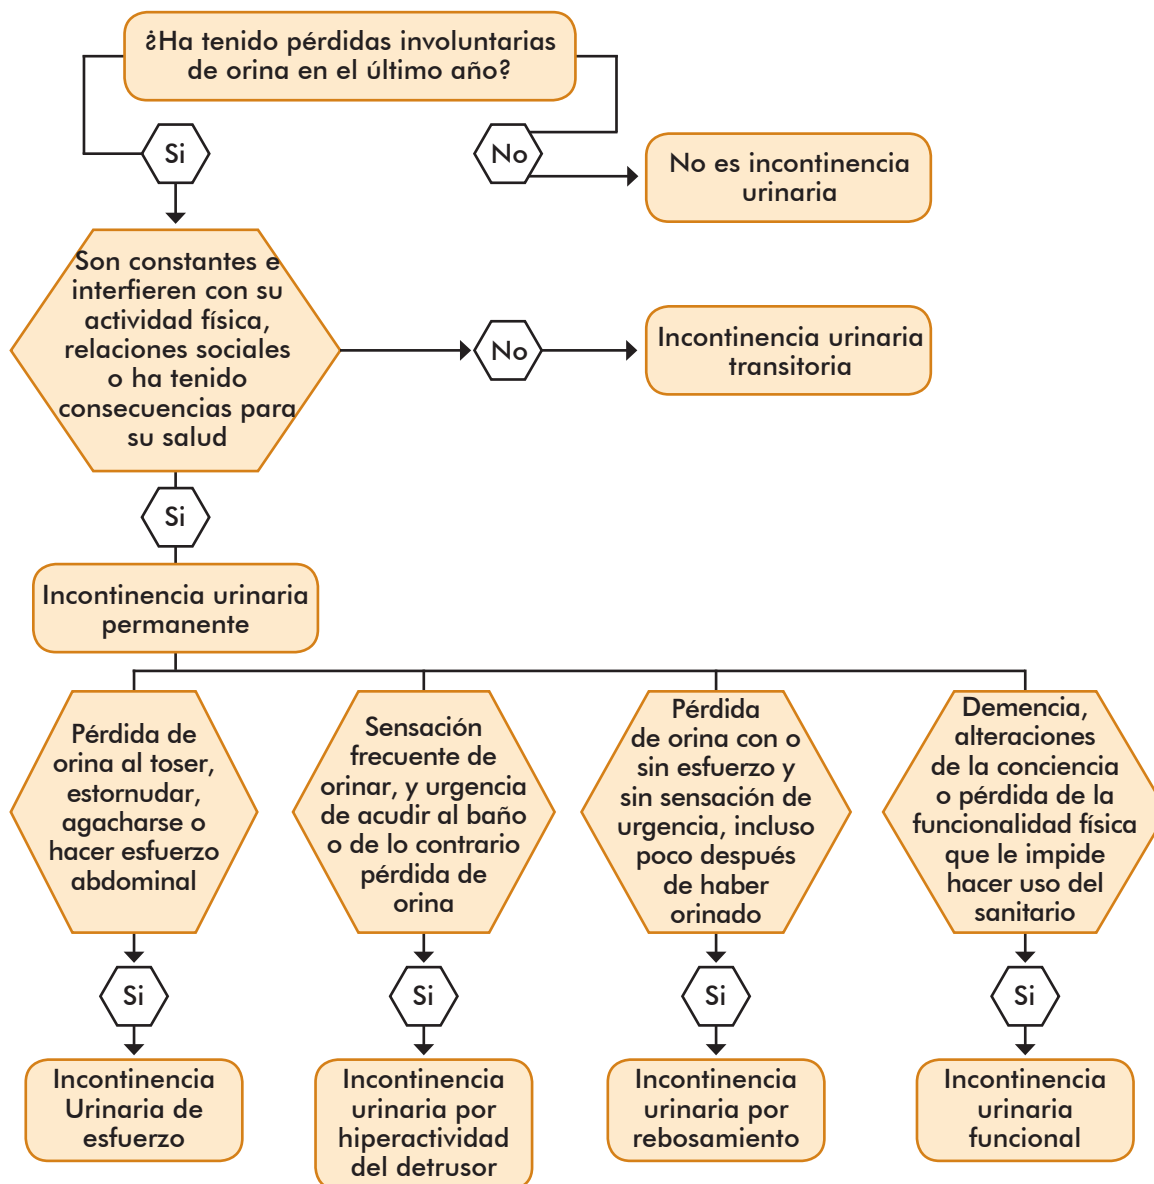 ¿Ha tenido pérdidas involuntarias
de orina en el último año?
Si
No
No es incontinencia
urinaria
Son constantes e
interfieren con su
actividad física,
relaciones sociales
o ha tenido
consecuencias para
su salud
No
Incontinencia urinaria
transitoria
Si
Incontinencia urinaria
permanente
Pérdida de
orina al toser,
estornudar,
agacharse o
hacer esfuerzo
abdominal
Sensación
frecuente de
orinar, y urgencia
de acudir al baño
o de lo contrario
pérdida de
orina
Pérdida
de orina con o
sin esfuerzo y
sin sensación de
urgencia, incluso
poco después
de haber
orinado
Demencia,
alteraciones
de la conciencia
o pérdida de la
funcionalidad física
que le impide
hacer uso del
sanitario
Si
Si
Si
Si
Incontinencia
Urinaria de
esfuerzo
Incontinencia
urinaria por
hiperactividad
del detrusor
Incontinencia
urinaria por
rebosamiento
Incontinencia
urinaria
funcional